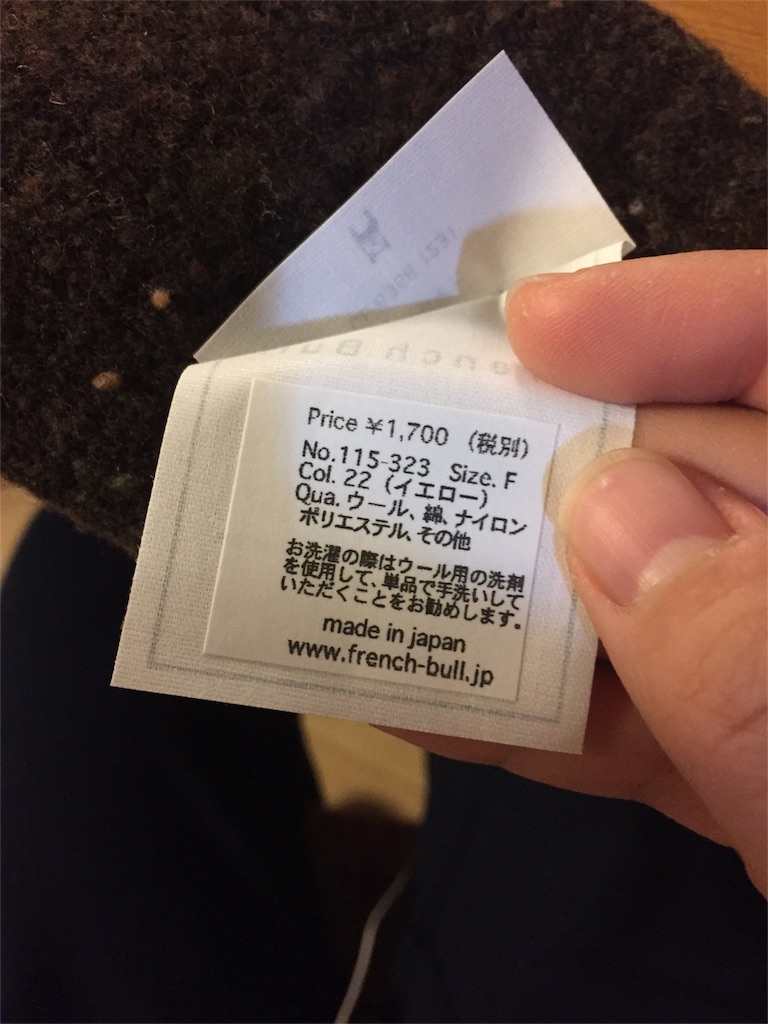 Price ¥1,700 （税別）
No.115-323 Size. F
Col. 22（イエロー）
Qua. ウール、綿、ナイロン
ポリエステル、その他
お洗濯の際はウール用の洗剤
を使用して、単品で手洗いして
いただくことをお勧めします。
made in japan
www.french-bull.jp